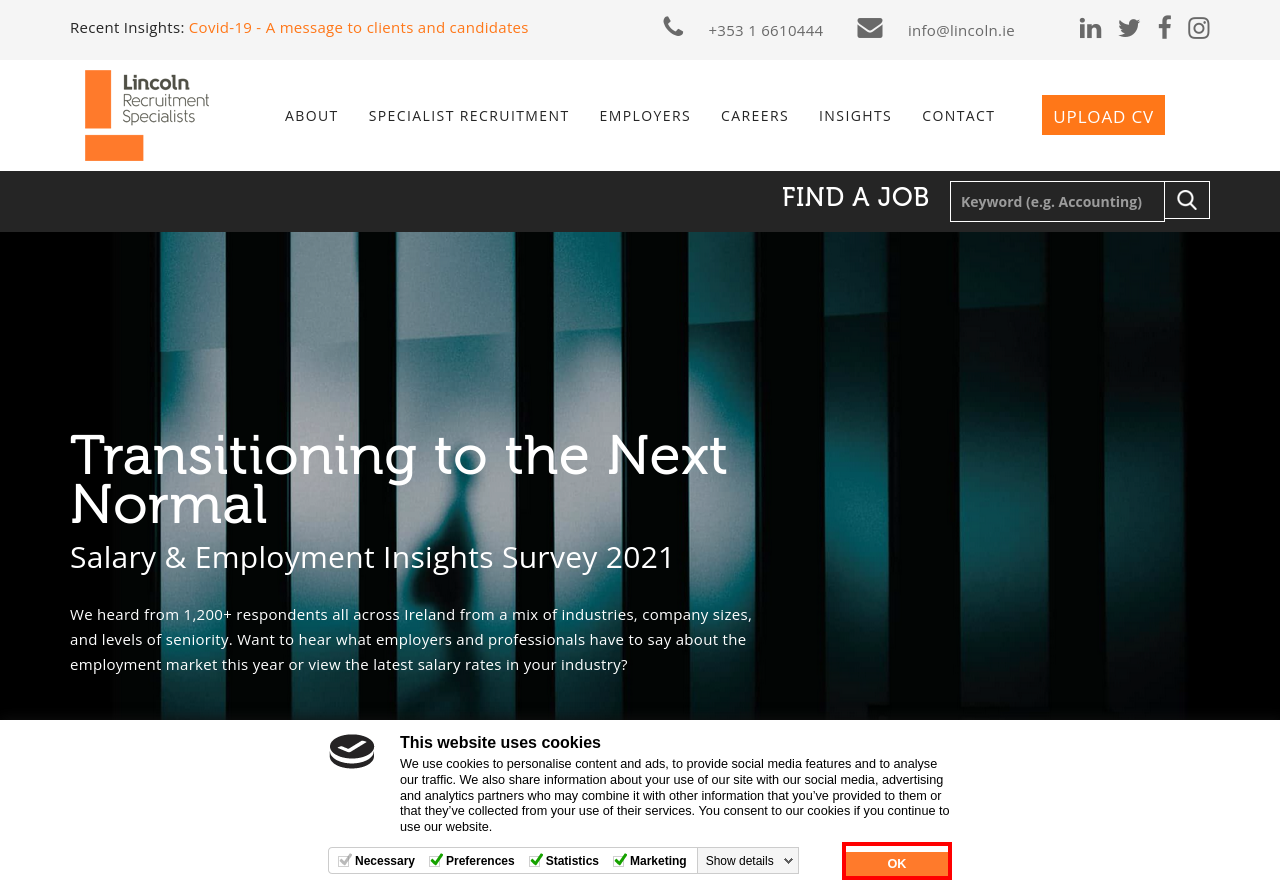 Recent Insights: Covid-19 - A message to clients and candidates
+353 1 6610444
info@lincoln.ie
Lincoln
Recruitment
Specialists
ABOUT
SPECIALIST RECRUITMENT
EMPLOYERS
CAREERS
INSIGHTS
CONTACT
UPLOAD CV
FIND A JOB
Keyword (e.g. Accounting)
Transitioning to the Next
Normal
Salary & Employment Insights Survey 2021
We heard from 1,200+ respondents all across Ireland from a mix of industries, company sizes,
and levels of seniority. Want to hear what employers and professionals have to say about the
employment market this year or view the latest salary rates in your industry?
This website uses cookies
We use cookies to personalise content and ads, to provide social media features and to analyse
our traffic. We also share information about your use of our site with our social media, advertising
and analytics partners who may combine it with other information that you’ve provided to them or
that they’ve collected from your use of their services. You consent to our cookies if you continue to
use our website.
Necessary
Preferences
Statistics
Marketing
Show details
OK